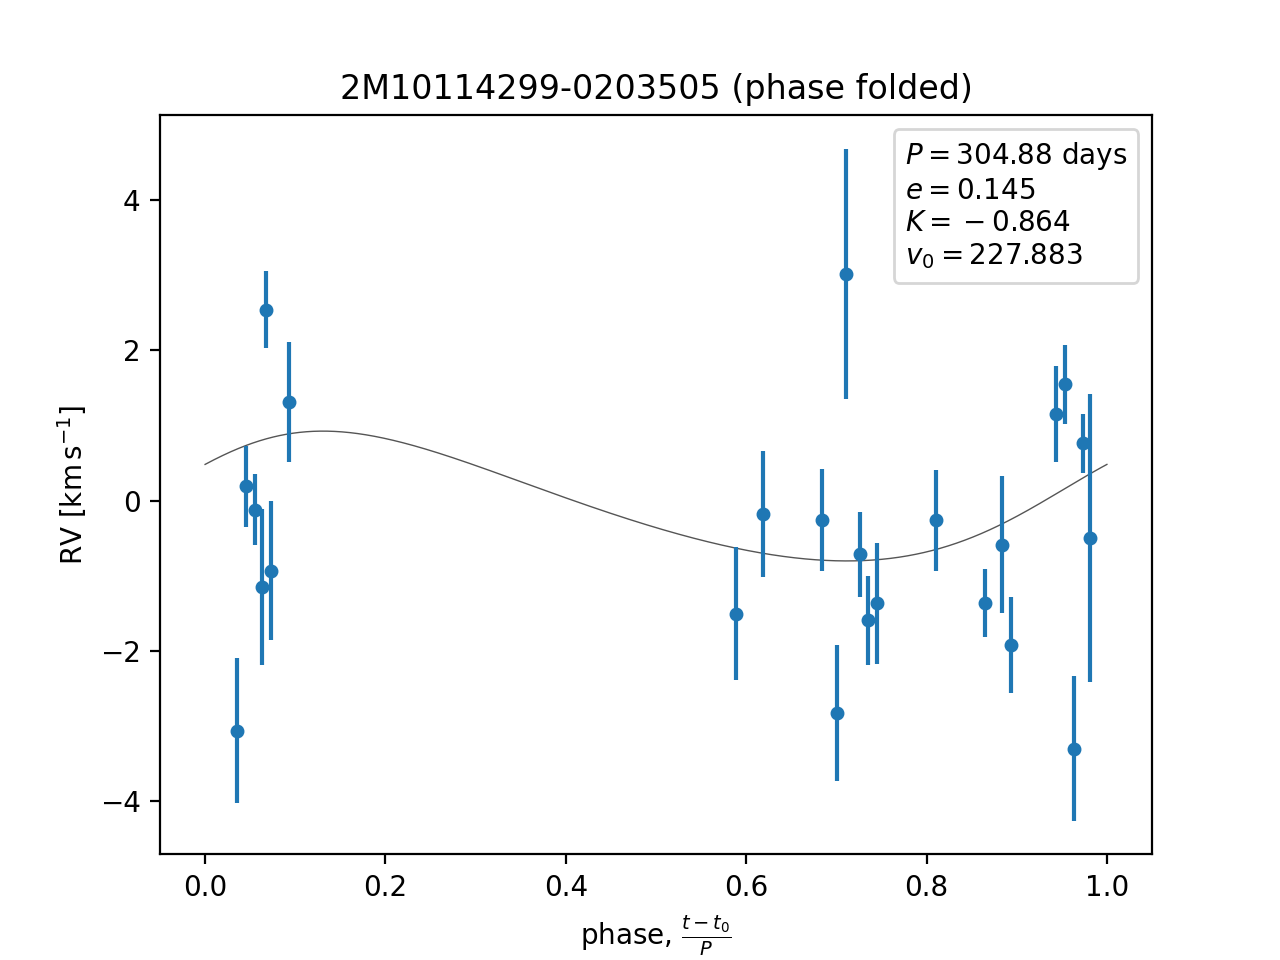 2M10114299-0203505 (phase folded)
P = 304.88 days
e = 0.145
K = −0.864
v₀ = 227.883
RV [km s⁻¹]
4
2
0
−2
−4
0.0 0.2 0.4 0.6 0.8 1.0
phase, (t − t₀)/P